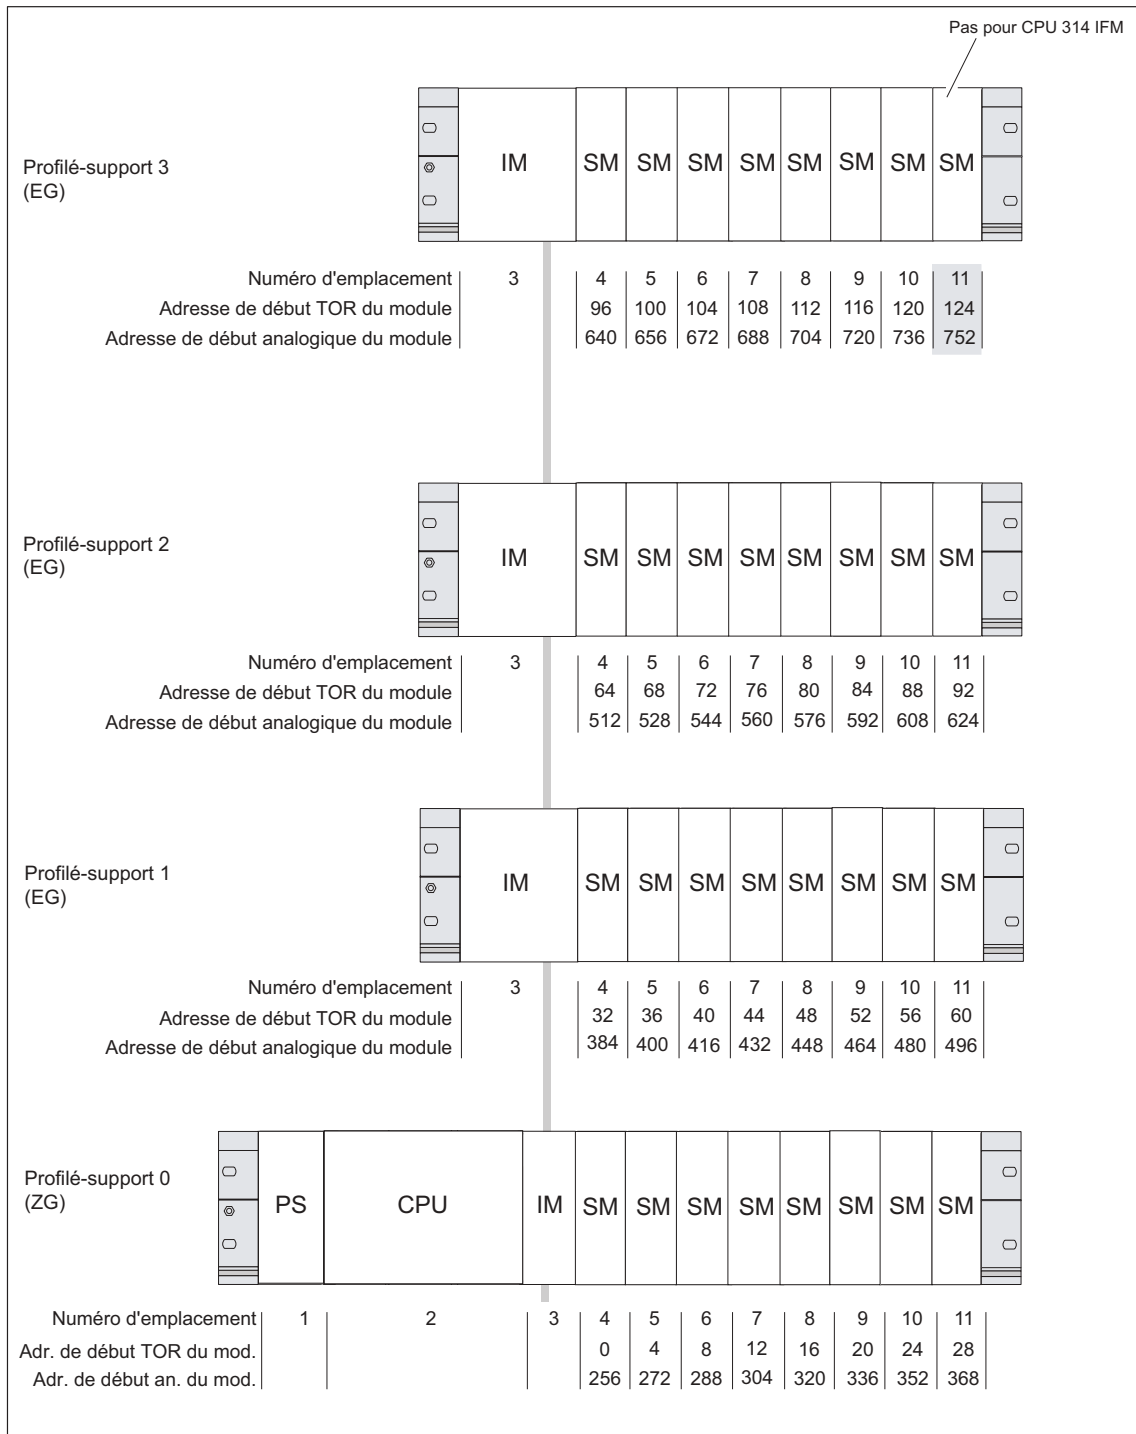 Pas pour CPU 314 IFM
Profilé-support 3
(EG)
IM SM SM SM SM SM SM SM SM
Numéro d'emplacement 3 4 5 6 7 8 9 10 11
Adresse de début TOR du module 96 100 104 108 112 116 120 124
Adresse de début analogique du module 640 656 672 688 704 720 736 752
Profilé-support 2
(EG)
IM SM SM SM SM SM SM SM SM
Numéro d'emplacement 3 4 5 6 7 8 9 10 11
Adresse de début TOR du module 64 68 72 76 80 84 88 92
Adresse de début analogique du module 512 528 544 560 576 592 608 624
Profilé-support 1
(EG)
IM SM SM SM SM SM SM SM SM
Numéro d'emplacement 3 4 5 6 7 8 9 10 11
Adresse de début TOR du module 32 36 40 44 48 52 56 60
Adresse de début analogique du module 384 400 416 432 448 464 480 496
Profilé-support 0
(ZG)
PS CPU IM SM SM SM SM SM SM SM SM
Numéro d'emplacement 1 2 3 4 5 6 7 8 9 10 11
Adr. de début TOR du mod. 0 4 8 12 16 20 24 28
Adr. de début an. du mod. 256 272 288 304 320 336 352 368